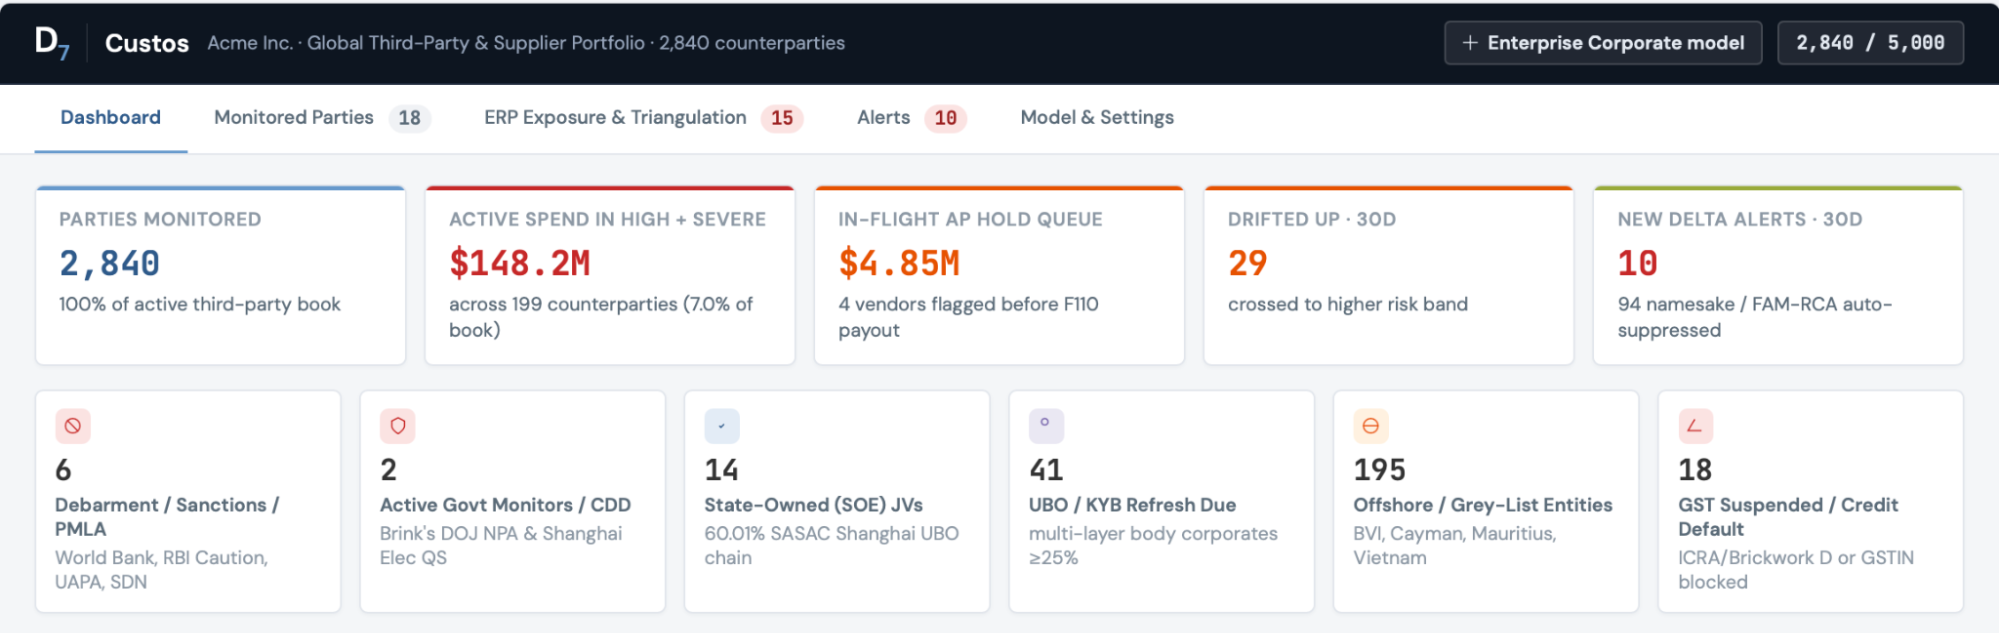 D7 Custos Acme Inc. · Global Third-Party & Supplier Portfolio · 2,840 counterparties + Enterprise Corporate model 2,840 / 5,000
Dashboard Monitored Parties 18 ERP Exposure & Triangulation 15 Alerts 10 Model & Settings
PARTIES MONITORED
2,840
100% of active third-party book
ACTIVE SPEND IN HIGH + SEVERE
$148.2M
across 199 counterparties (7.0% of
book)
IN-FLIGHT AP HOLD QUEUE
$4.85M
4 vendors flagged before F110
payout
DRIFTED UP · 30D
29
crossed to higher risk band
NEW DELTA ALERTS · 30D
10
94 namesake / FAM-RCA auto-
suppressed
6
Debarment / Sanctions /
PMLA
World Bank, RBI Caution,
UAPA, SDN
2
Active Govt Monitors / CDD
Brink's DOJ NPA & Shanghai
Elec QS
14
State-Owned (SOE) JVs
60.01% SASAC Shanghai UBO
chain
41
UBO / KYB Refresh Due
multi-layer body corporates
≥25%
195
Offshore / Grey-List Entities
BVI, Cayman, Mauritius,
Vietnam
18
GST Suspended / Credit
Default
ICRA/Brickwork D or GSTIN
blocked